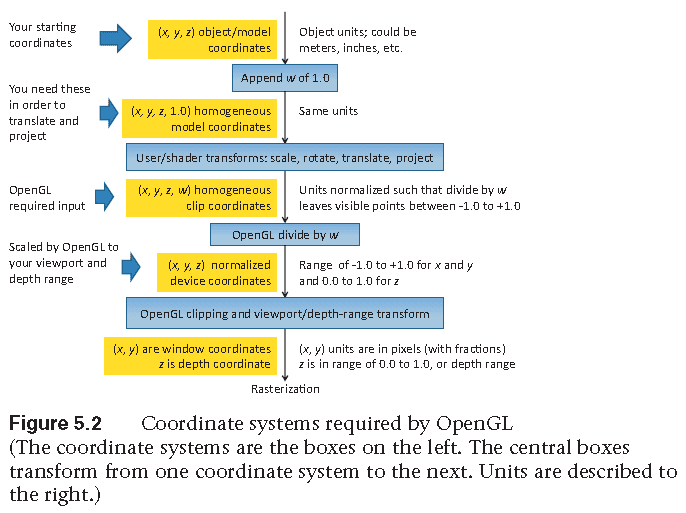 Your starting
coordinates
(x, y, z) object/model
coordinates
Object units; could be
meters, inches, etc.
Append w of 1.0
You need these
in order to
translate and
project
(x, y, z, 1.0) homogeneous
model coordinates
Same units
User/shader transforms: scale, rotate, translate, project
OpenGL
required input
(x, y, z, w) homogeneous
clip coordinates
Units normalized such that divide by w
leaves visible points between -1.0 to +1.0
OpenGL divide by w
Scaled by OpenGL to
your viewport and
depth range
(x, y, z) normalized
device coordinates
Range of -1.0 to +1.0 for x and y
and 0.0 to 1.0 for z
OpenGL clipping and viewport/depth-range transform
(x, y) are window coordinates
z is depth coordinate
(x, y) units are in pixels (with fractions)
z is in range of 0.0 to 1.0, or depth range
Rasterization
Figure 5.2 Coordinate systems required by OpenGL
(The coordinate systems are the boxes on the left. The central boxes
transform from one coordinate system to the next. Units are described to
the right.)